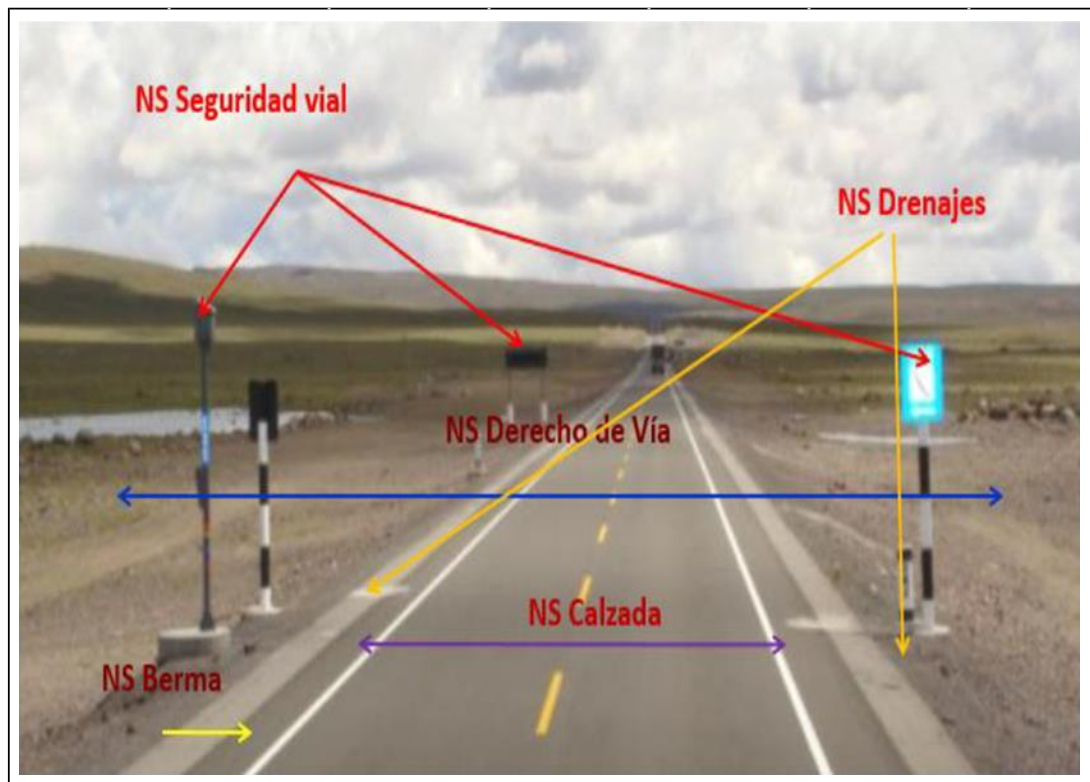 NS Seguridad vial
NS Drenajes
NS Derecho de Vía
NS Calzada
NS Berma